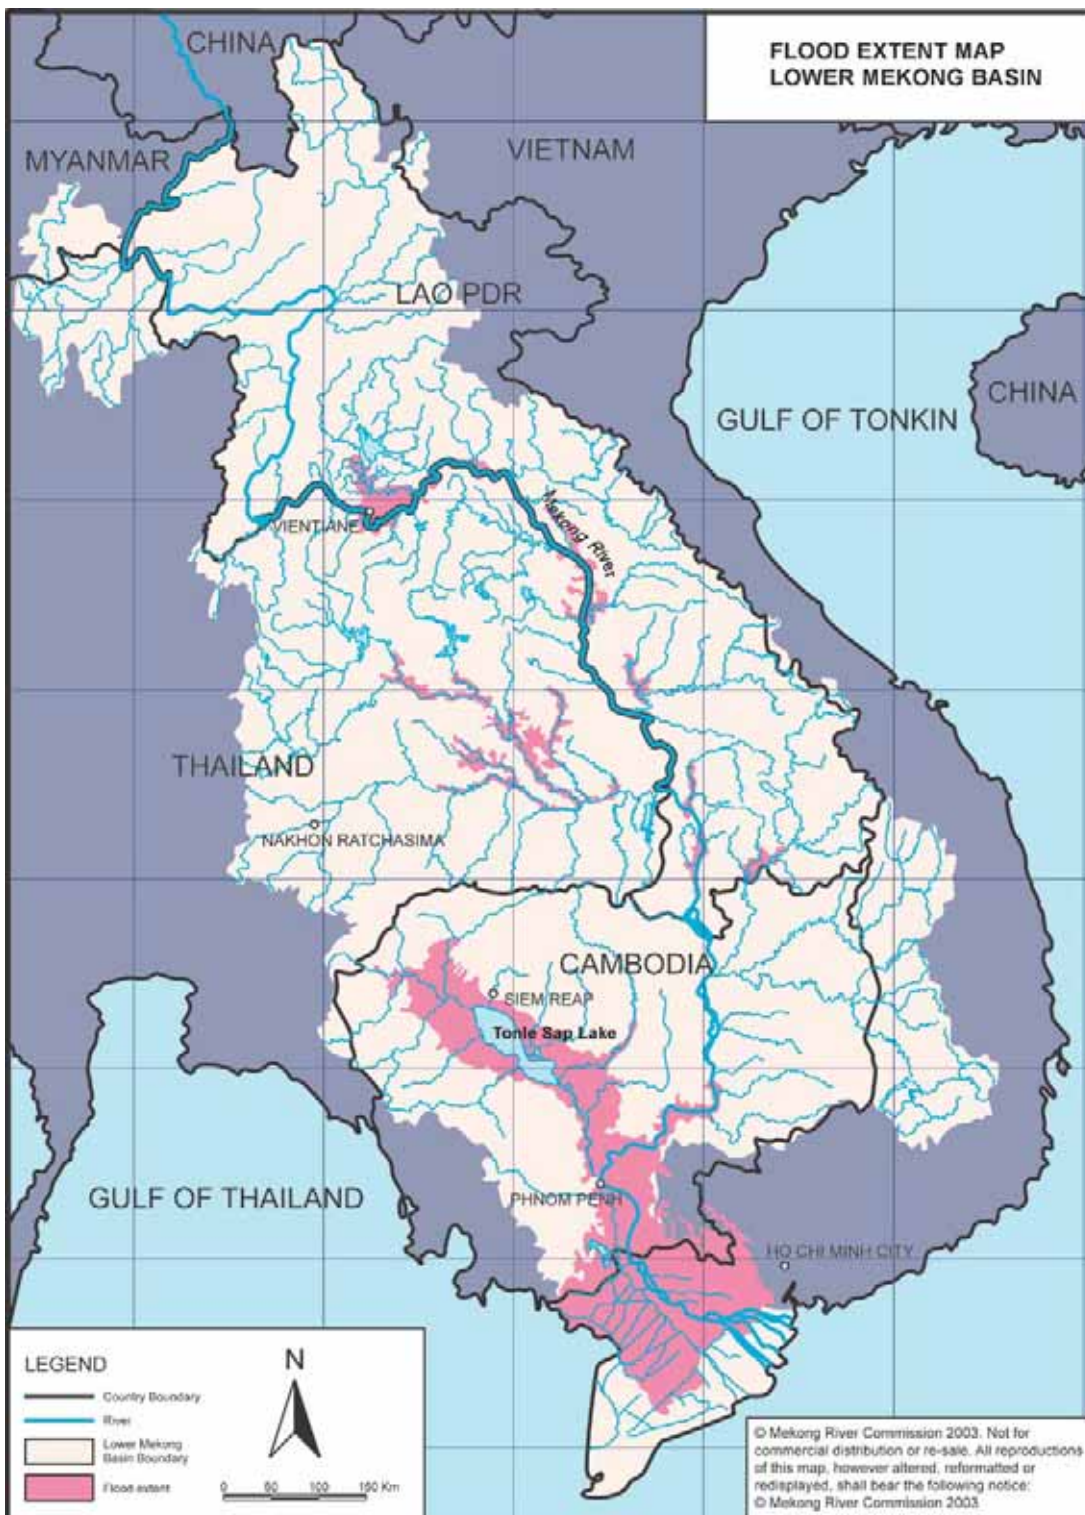 FLOOD EXTENT MAP
LOWER MEKONG BASIN
CHINA
MYANMAR
VIETNAM
LAO PDR
CHINA
GULF OF TONKIN
Mekong River
VIENTIANE
THAILAND
NAKHON RATCHASIMA
CAMBODIA
SIEM REAP
Tonle Sap Lake
GULF OF THAILAND
PHNOM PENH
HO CHI MINH CITY
LEGEND
Country Boundary
River
Lower Mekong
Basin Boundary
Flood extent
N
0 50 100 150 Km
© Mekong River Commission 2003. Not for
commercial distribution or re-sale. All reproductions
of this map, however altered, reformatted or
redisplayed, shall bear the following notice:
© Mekong River Commission 2003